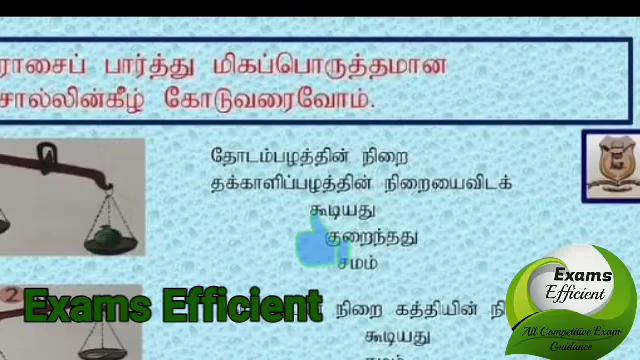 ராசைப் பார்த்து மிகப்பொருத்தமான
சொல்லின்கீழ் கோடுவரைவோம்.
தோடம்பழத்தின் நிறை
தக்காளிப்பழத்தின் நிறையைவிடக்
கூடியது
குறைந்தது
சமம்
2
நிறை கத்தியின் நி
கூடியது
Exams Efficient
Exams
Efficient
All Competitive Exam
Guidance